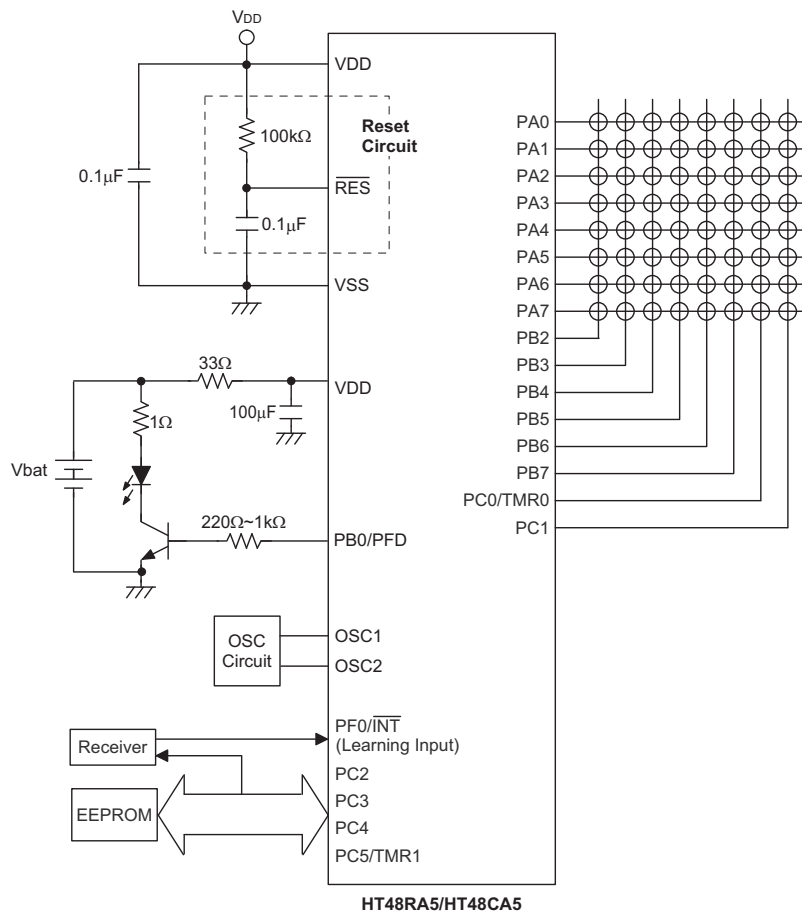 VDD
VDD
Reset
Circuit
100kΩ
0.1μF
RES
0.1μF
VSS
33Ω
VDD
1Ω
100μF
Vbat
220Ω~1kΩ
PB0/PFD
OSC
Circuit
OSC1
OSC2
PF0/INT
(Learning Input)
Receiver
PC2
PC3
EEPROM
PC4
PC5/TMR1
PA0
PA1
PA2
PA3
PA4
PA5
PA6
PA7
PB2
PB3
PB4
PB5
PB6
PB7
PC0/TMR0
PC1
HT48RA5/HT48CA5